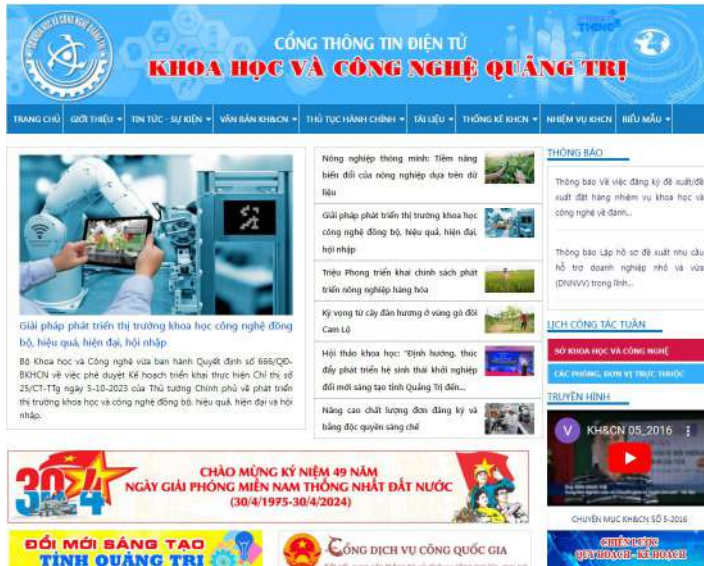 SỞ KHOA HỌC VÀ CÔNG NGHỆ QUẢNG TRỊ
CỔNG THÔNG TIN ĐIỆN TỬ
KHOA HỌC VÀ CÔNG NGHỆ QUẢNG TRỊ
TRANG CHỦ GIỚI THIỆU TIN TỨC - SỰ KIỆN VĂN BẢN KH&CN THỦ TỤC HÀNH CHÍNH TÀI LIỆU THỐNG KÊ KHCN NHIỆM VỤ KHCN BIỂU MẪU
Giải pháp phát triển thị trường khoa học công nghệ đồng
bộ, hiệu quả, hiện đại, hội nhập
Bộ Khoa học và Công nghệ vừa ban hành Quyết định số 666/QĐ-
BKHCN về việc phê duyệt Kế hoạch triển khai thực hiện Chỉ thị số
25/CT-TTg ngày 5-10-2023 của Thủ tướng Chính phủ về phát triển
thị trường khoa học và công nghệ đồng bộ, hiệu quả, hiện đại và hội
nhập.
Nông nghiệp thông minh: Tiềm năng
biến đổi của nông nghiệp dựa trên dữ
liệu
Giải pháp phát triển thị trường khoa học
công nghệ đồng bộ, hiệu quả, hiện đại,
hội nhập
Triệu Phong triển khai chính sách phát
triển nông nghiệp hàng hóa
Kỳ vọng từ cây đàn hương ở vùng gò đồi
Cam Lộ
Hội thảo khoa học: "Định hướng, thúc
đẩy phát triển hệ sinh thái khởi nghiệp
đổi mới sáng tạo tỉnh Quảng Trị đến...
Nâng cao chất lượng đơn đăng ký và
bằng độc quyền sáng chế
THÔNG BÁO
Thông báo Về việc đăng ký đề xuất/đề
xuất đặt hàng nhiệm vụ khoa học và
công nghệ về đánh...
Thông báo Lập hồ sơ đề xuất nhu cầu
hỗ trợ doanh nghiệp nhỏ và vừa
(DNNVV) trong lĩnh...
LỊCH CÔNG TÁC TUẦN
SỞ KHOA HỌC VÀ CÔNG NGHỆ
CÁC PHÒNG, ĐƠN VỊ TRỰC THUỘC
TRUYỀN HÌNH
V KH&CN 05_2016
CHUYÊN MỤC KH&CN SỐ 5-2016
30 4
CHÀO MỪNG KỶ NIỆM 49 NĂM
NGÀY GIẢI PHÓNG MIỀN NAM THỐNG NHẤT ĐẤT NƯỚC
(30/4/1975-30/4/2024)
ĐỔI MỚI SÁNG TẠO
TỈNH QUẢNG TRỊ
CỔNG DỊCH VỤ CÔNG QUỐC GIA
CHIẾN LƯỢC
QUY HOẠCH - KẾ HOẠCH